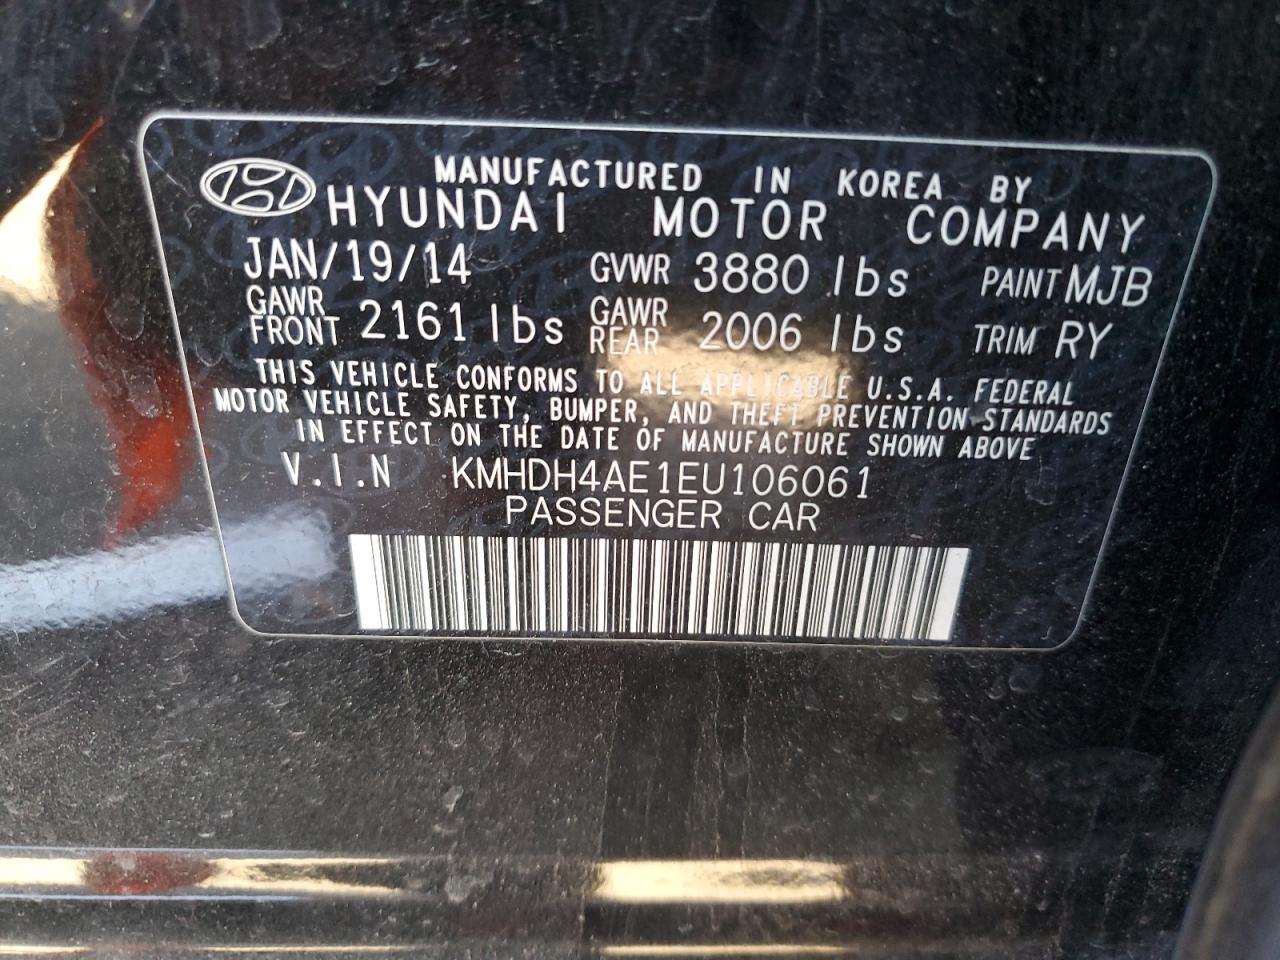 MANUFACTURED IN KOREA BY
HYUNDAI MOTOR COMPANY
JAN/19/14 GVWR 3880 lbs PAINT MJB
GAWR FRONT 2161 lbs GAWR REAR 2006 lbs TRIM RY
THIS VEHICLE CONFORMS TO ALL APPLICABLE U.S.A. FEDERAL
MOTOR VEHICLE SAFETY, BUMPER, AND THEFT PREVENTION STANDARDS
IN EFFECT ON THE DATE OF MANUFACTURE SHOWN ABOVE
V.I.N KMHDH4AE1EU106061
PASSENGER CAR